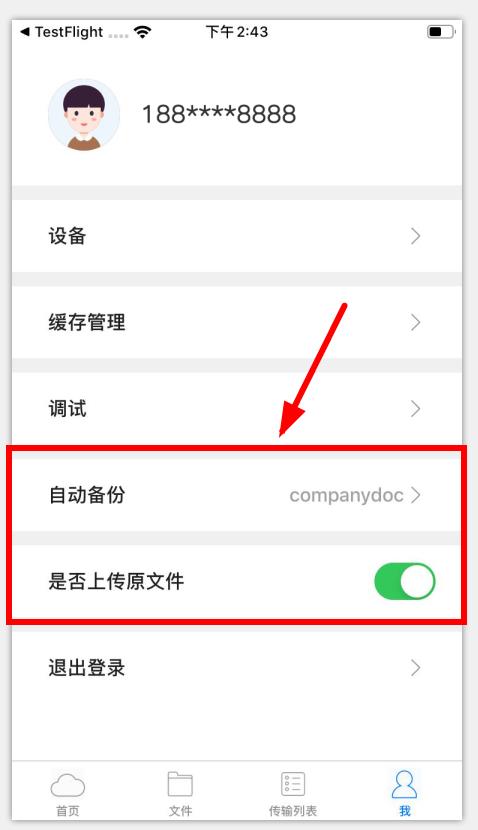 TestFlight
下午 2:43
188****8888
设备
缓存管理
调试
自动备份 companydoc
是否上传原文件
退出登录
首页 文件 传输列表 我